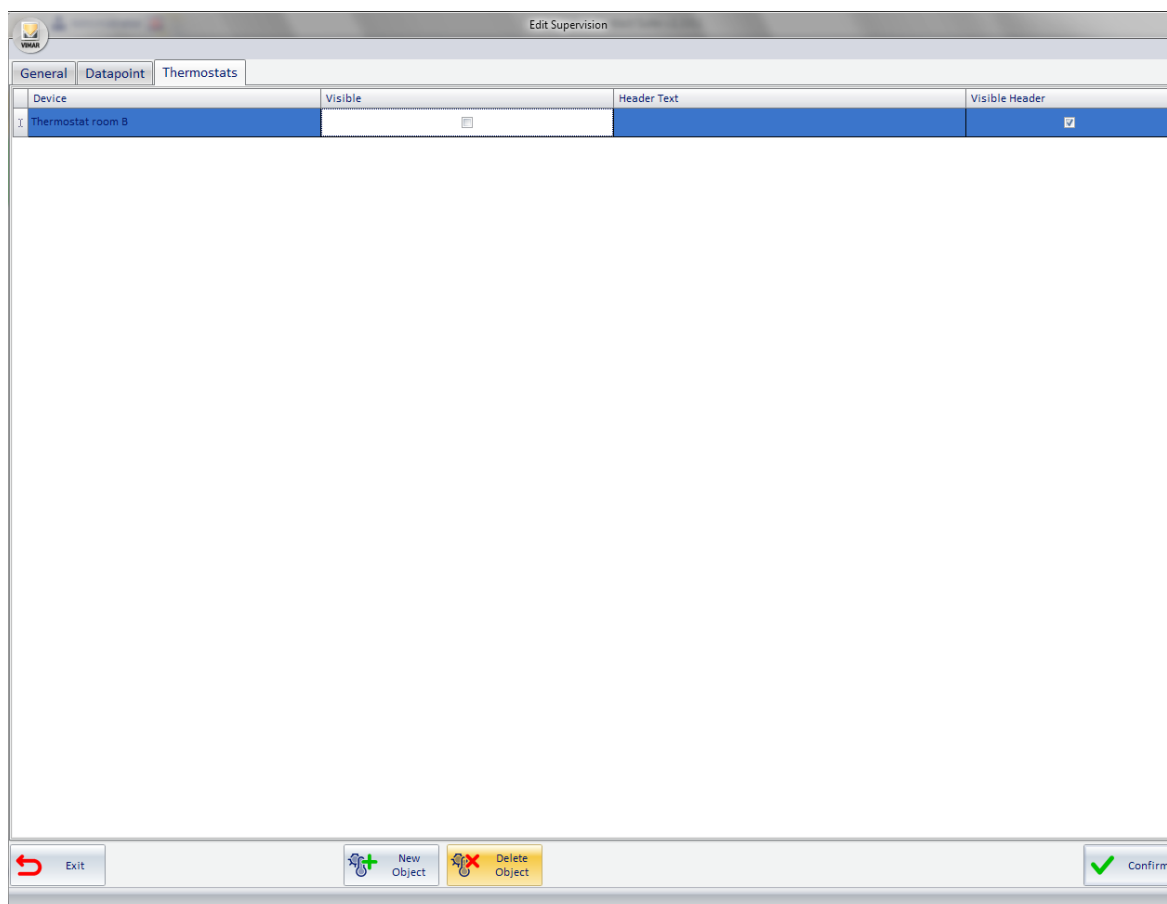 Edit Supervision
VIMAR
General Datapoint Thermostats
Device Visible Header Text Visible Header
Thermostat room B
Exit
New Object
Delete Object
Confirm